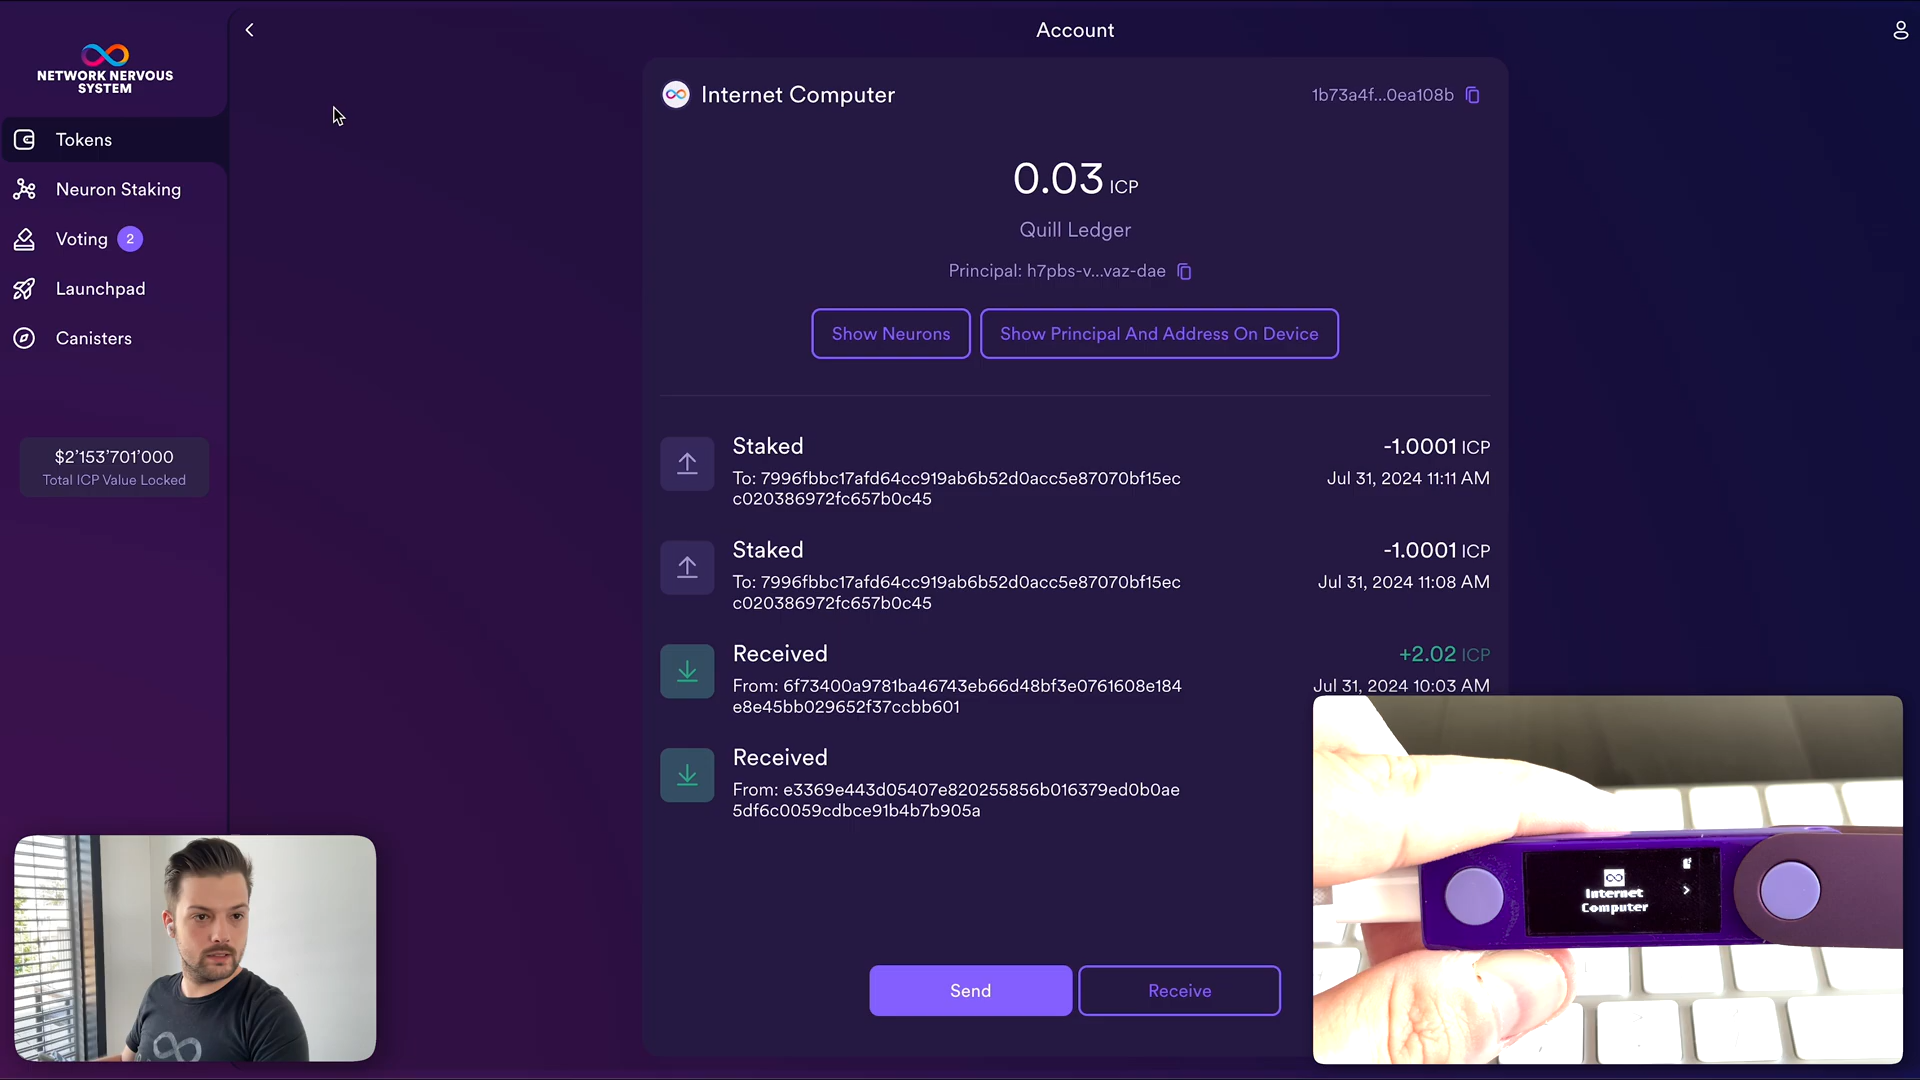 Account
NETWORK NERVOUS
SYSTEM
Tokens
Neuron Staking
Voting 2
Launchpad
Canisters
$2’153’701’000
Total ICP Value Locked
Internet Computer
1b73a4f...0ea108b
0.03 ICP
Quill Ledger
Principal: h7pbs-v...vaz-dae
Show Neurons
Show Principal And Address On Device
Staked
-1.0001 ICP
To: 7996fbbc17afd64cc919ab6b52d0acc5e87070bf15ec
c020386972fc657b0c45
Jul 31, 2024 11:11 AM
Staked
-1.0001 ICP
To: 7996fbbc17afd64cc919ab6b52d0acc5e87070bf15ec
c020386972fc657b0c45
Jul 31, 2024 11:08 AM
Received
+2.02 ICP
From: 6f73400a9781ba46743eb66d48bf3e0761608e184
e8e45bb029652f37ccbb601
Jul 31, 2024 10:03 AM
Received
From: e3369e443d05407e820255856b016379ed0b0ae
5df6c0059cdbce91b4b7b905a
Send
Receive
Internet
Computer